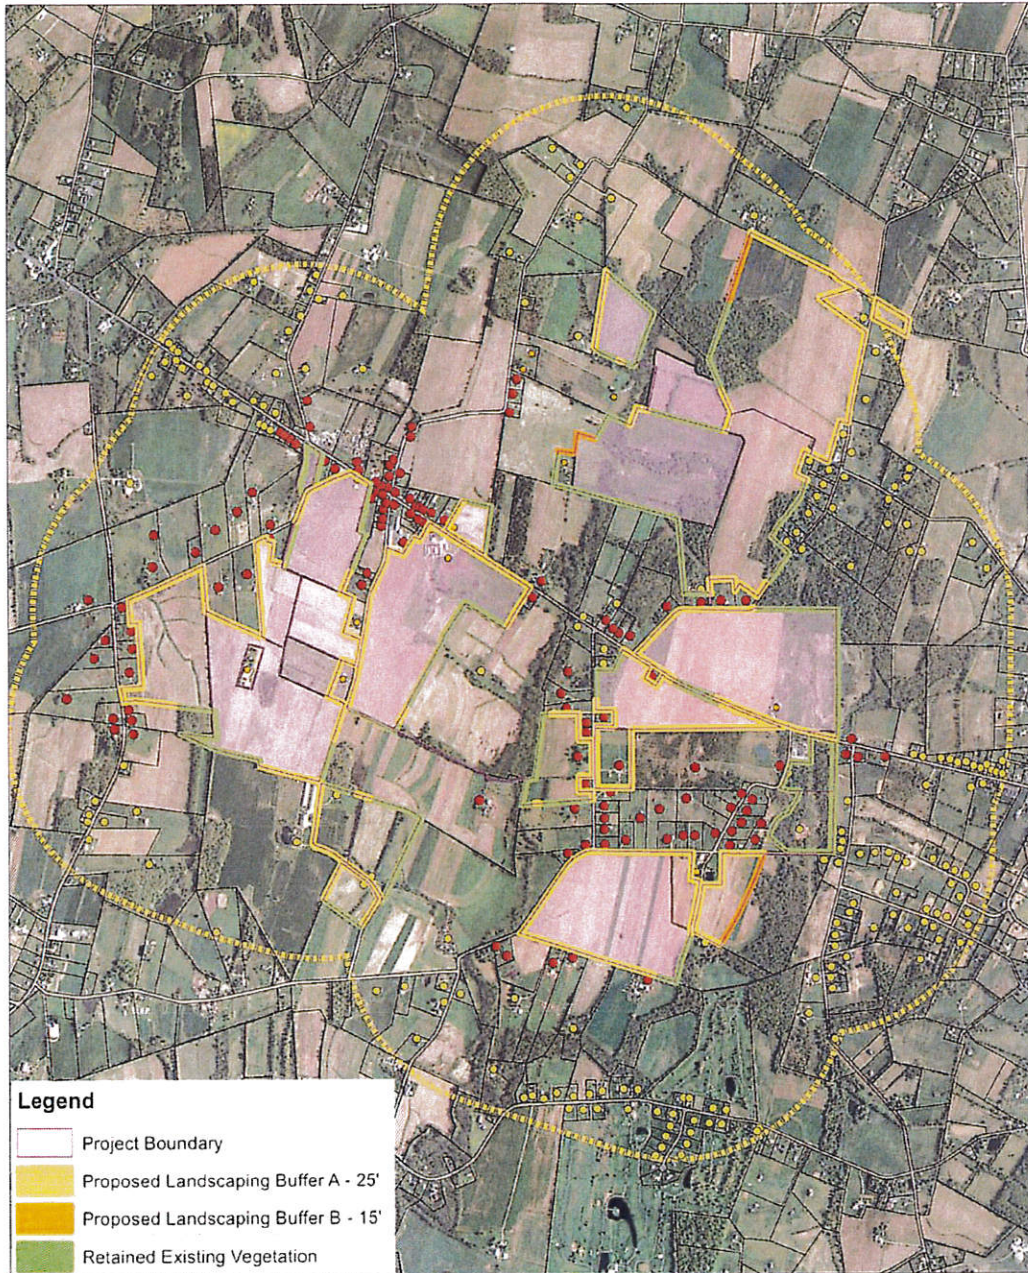 Legend
Project Boundary
Proposed Landscaping Buffer A - 25'
Proposed Landscaping Buffer B - 15'
Retained Existing Vegetation